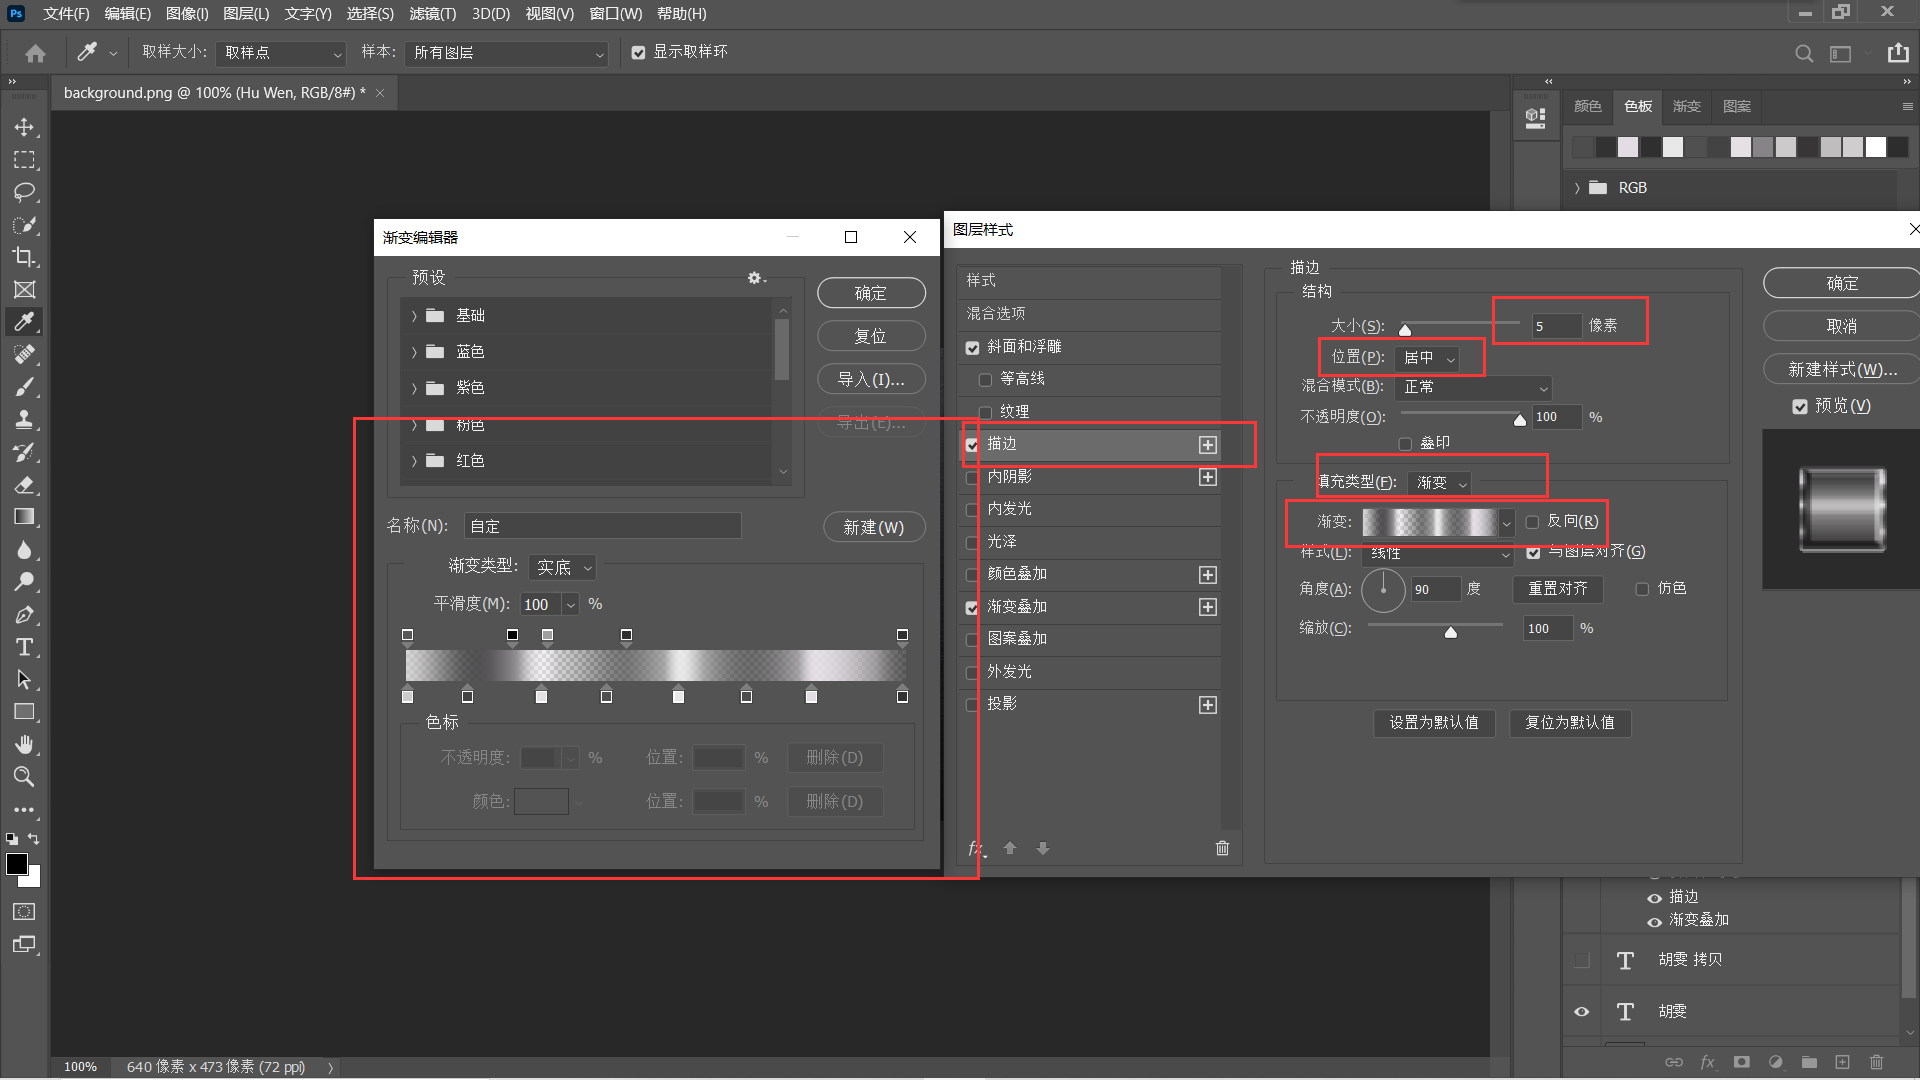 Ps 文件(F) 编辑(E) 图像(I) 图层(L) 文字(Y) 选择(S) 滤镜(T) 3D(D) 视图(V) 窗口(W) 帮助(H)
取样大小: 取样点 样本: 所有图层 显示取样环
background.png @ 100% (Hu Wen, RGB/8#) *
颜色 色板 渐变 图案
RGB
渐变编辑器
预设
基础
蓝色
紫色
粉色
红色
确定
复位
导入(I)...
导出(E)...
名称(N): 自定
新建(W)
渐变类型: 实底
平滑度(M): 100 %
色标
不透明度: % 位置: % 删除(D)
颜色: 位置: % 删除(D)
图层样式
样式
混合选项
斜面和浮雕
等高线
纹理
描边
内阴影
内发光
光泽
颜色叠加
渐变叠加
图案叠加
外发光
投影
fx
描边
结构
大小(S): 5 像素
位置(P): 居中
混合模式(B): 正常
不透明度(O): 100 %
叠印
填充类型(F): 渐变
渐变: 反向(R)
样式(L): 线性 与图层对齐(G)
角度(A): 90 度 重置对齐 仿色
缩放(C): 100 %
设置为默认值 复位为默认值
确定
取消
新建样式(W)...
预览(V)
描边
渐变叠加
T 胡雯 拷贝
T 胡雯
fx
100% 640 像素 x 473 像素 (72 ppi)